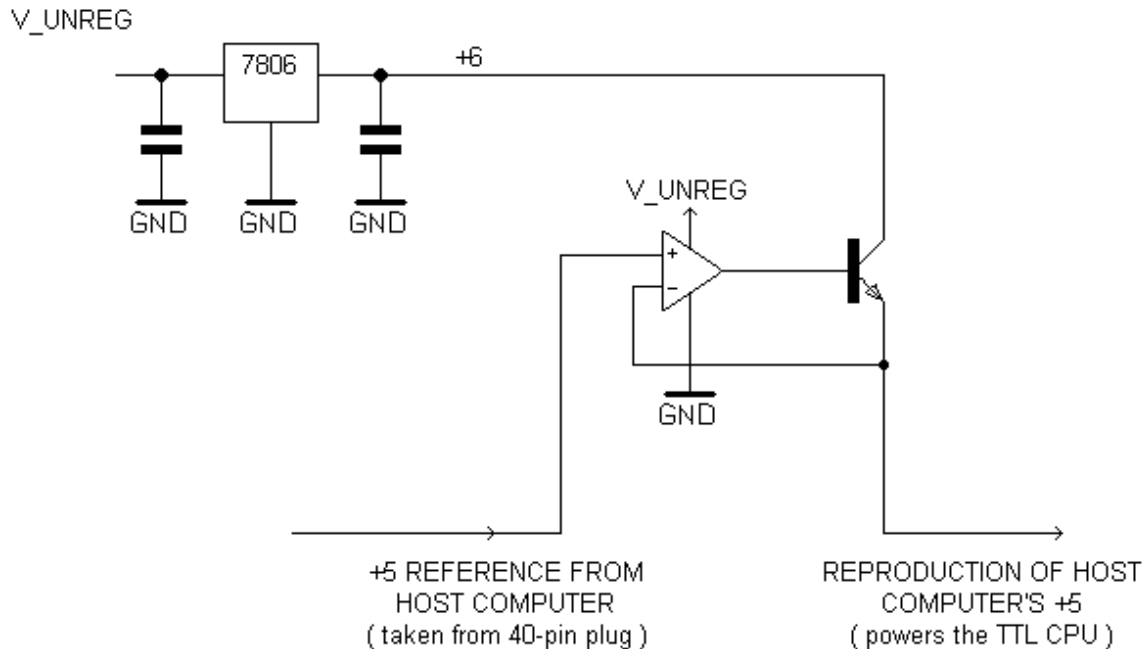 V_UNREG
7806
+6
GND
GND
GND
V_UNREG
+
−
GND
+5 REFERENCE FROM
HOST COMPUTER
( taken from 40-pin plug )
REPRODUCTION OF HOST
COMPUTER'S +5
( powers the TTL CPU )